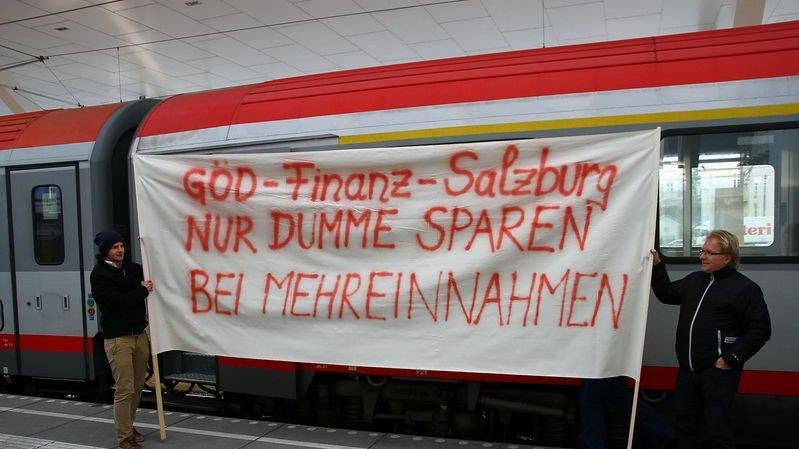 GÖD-Finanz-Salzburg
NUR DUMME SPAREN
BEI MEHREINNAHMEN